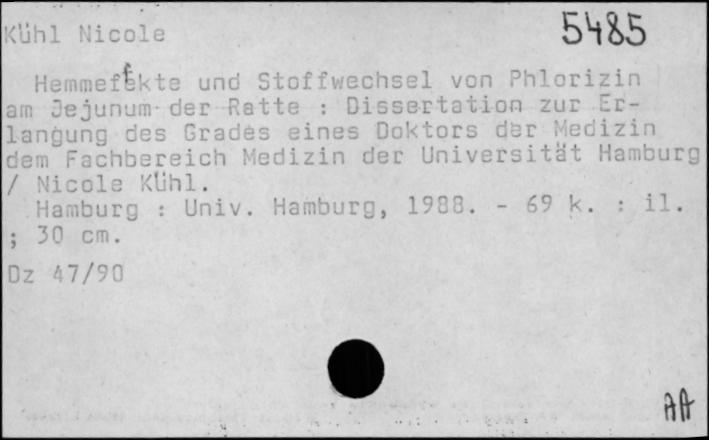 Kühl Nicole
5485
Hemmeffekte und Stoffwechsel von Phlorizin
am Jejunum der Ratte : Dissertation zur Er-
langung des Grades eines Doktors der Medizin
dem Fachbereich Medizin der Universität Hamburg
/ Nicole Kühl.
Hamburg : Univ. Hamburg, 1988. - 69 k. : il.
; 30 cm.
Dz 47/90
AA